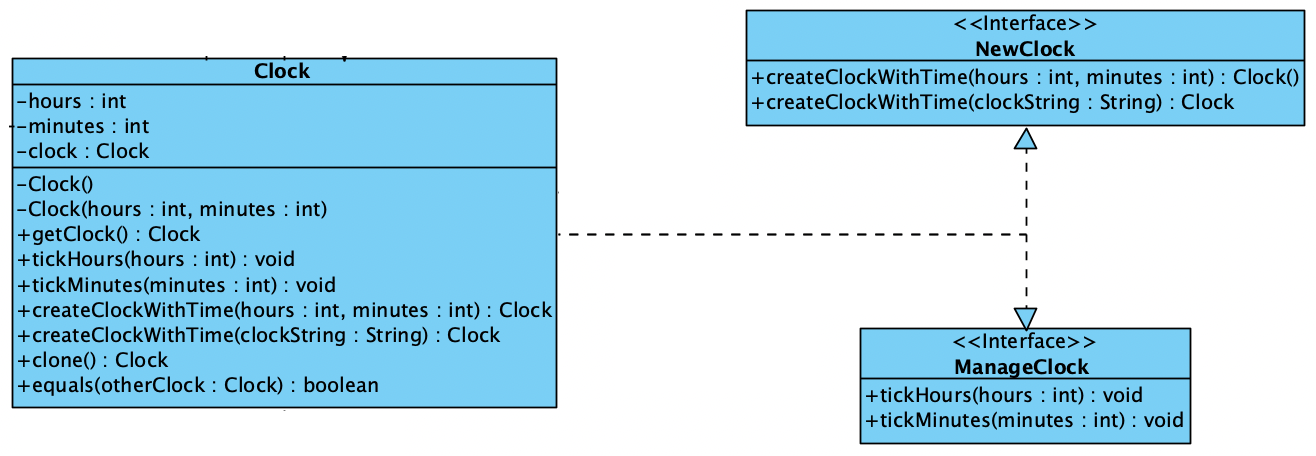 Clock
-hours : int
-minutes : int
-clock : Clock
-Clock()
-Clock(hours : int, minutes : int)
+getClock() : Clock
+tickHours(hours : int) : void
+tickMinutes(minutes : int) : void
+createClockWithTime(hours : int, minutes : int) : Clock
+createClockWithTime(clockString : String) : Clock
+clone() : Clock
+equals(otherClock : Clock) : boolean
<<Interface>>
NewClock
+createClockWithTime(hours : int, minutes : int) : Clock()
+createClockWithTime(clockString : String) : Clock
<<Interface>>
ManageClock
+tickHours(hours : int) : void
+tickMinutes(minutes : int) : void